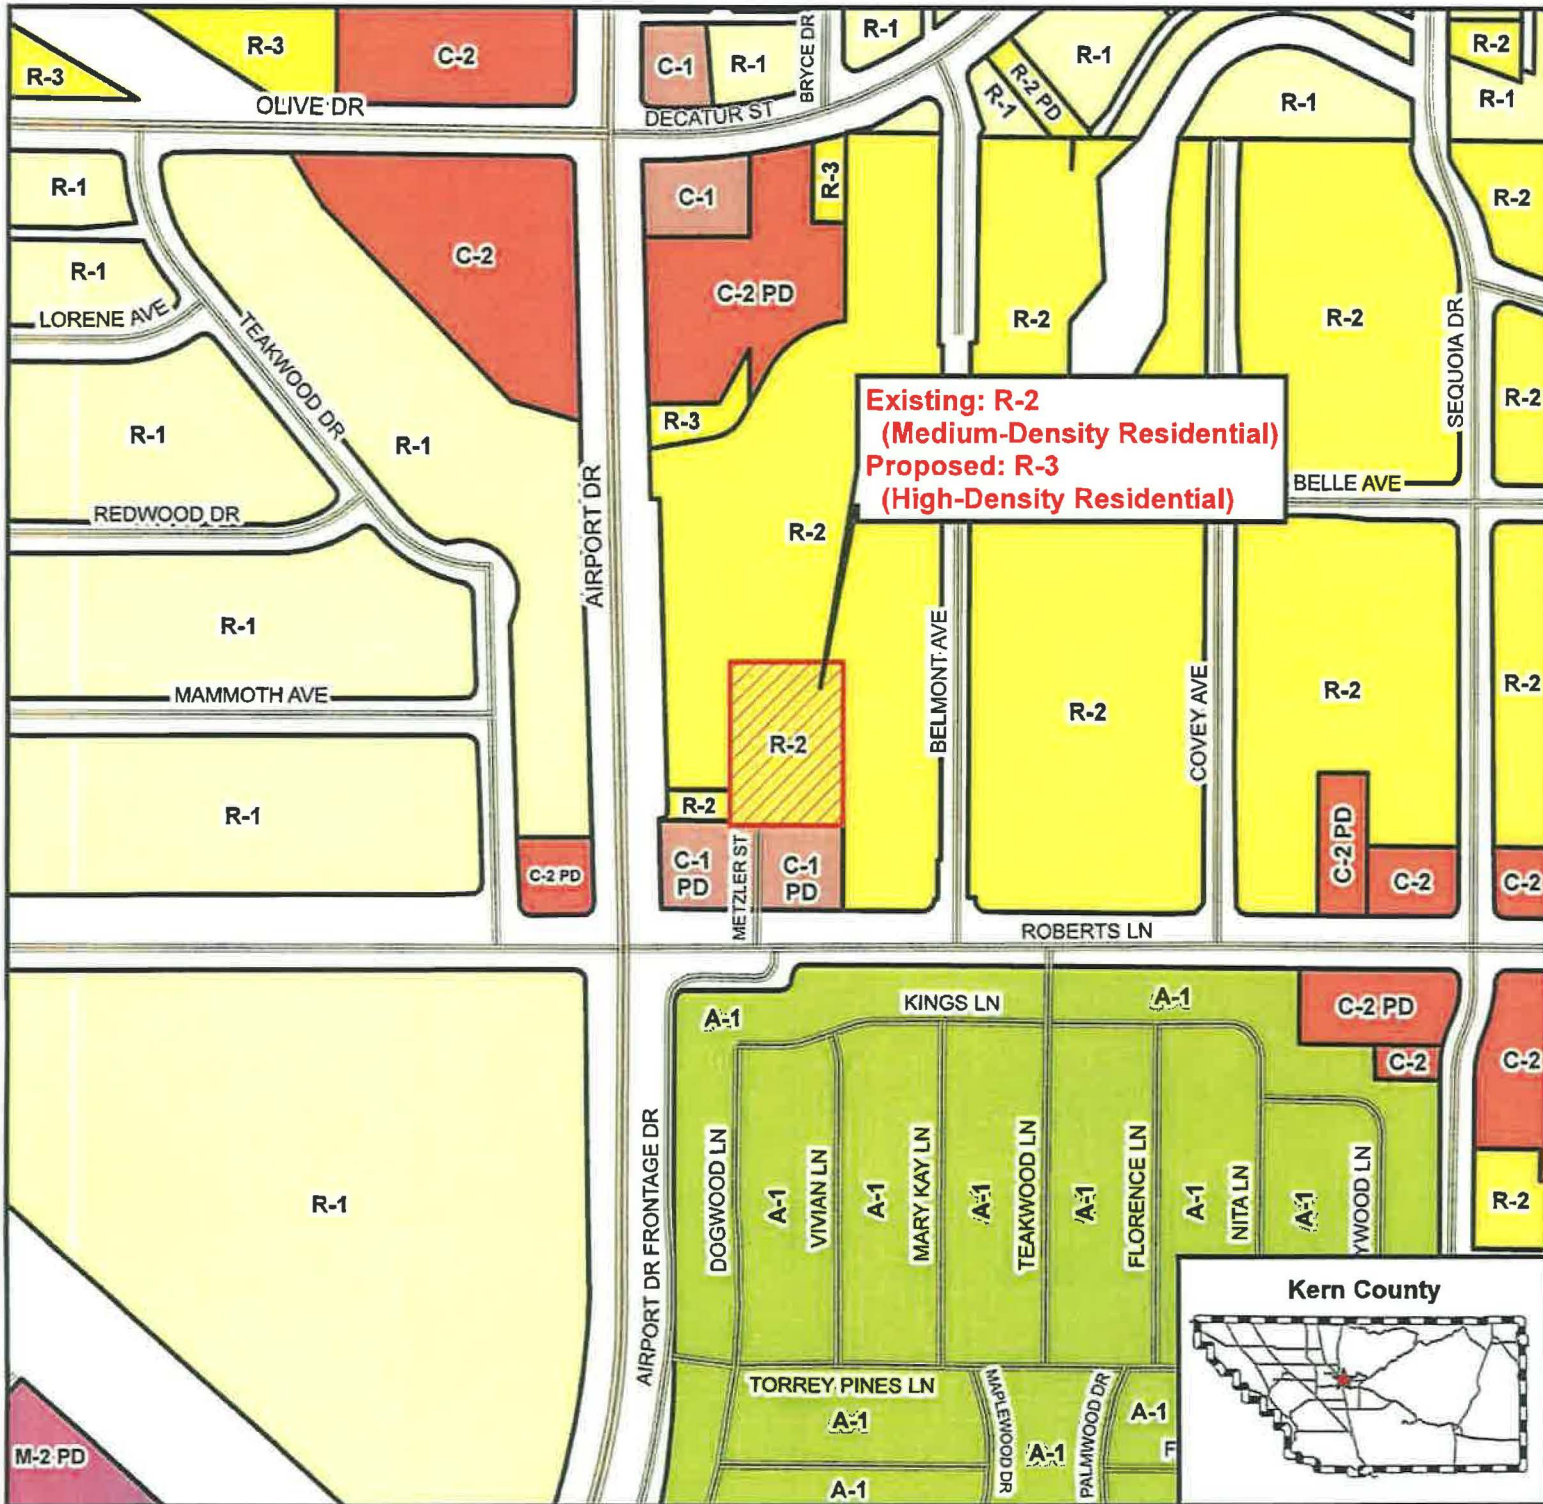 R-3
C-2
C-1
R-1
BRYCE DR
R-1
R-1
R-2
R-3
R-2 PD
R-1
R-1
R-1
OLIVE DR
DECATUR ST
R-1
C-1
R-3
R-2
C-2
R-1
C-2 PD
LORENE AVE
TEAKWOOD DR
R-2
R-2
SEQUOIA DR
Existing: R-2
(Medium-Density Residential)
Proposed: R-3
(High-Density Residential)
R-2
R-3
R-1
R-1
AIRPORT DR
BELLE AVE
REDWOOD DR
R-2
R-1
MAMMOTH AVE
BELMONT AVE
COVEY AVE
R-2
R-2
R-2
R-2
R-1
R-2
C-2 PD
C-1
PD
METZLER ST
C-1
PD
C-2 PD
C-2
C-2
ROBERTS LN
KINGS LN
A-1
A-1
C-2 PD
C-2
C-2
R-1
AIRPORT DR FRONTAGE DR
DOGWOOD LN
A-1
VIVIAN LN
A-1
MARY KAY LN
A-1
TEAKWOOD LN
A-1
FLORENCE LN
A-1
NITA LN
A-1
YWOOD LN
R-2
Kern County
TORREY PINES LN
A-1
MAPLEWOOD DR
A-1
PALMWOOD DR
A-1
F
M-2 PD
A-1